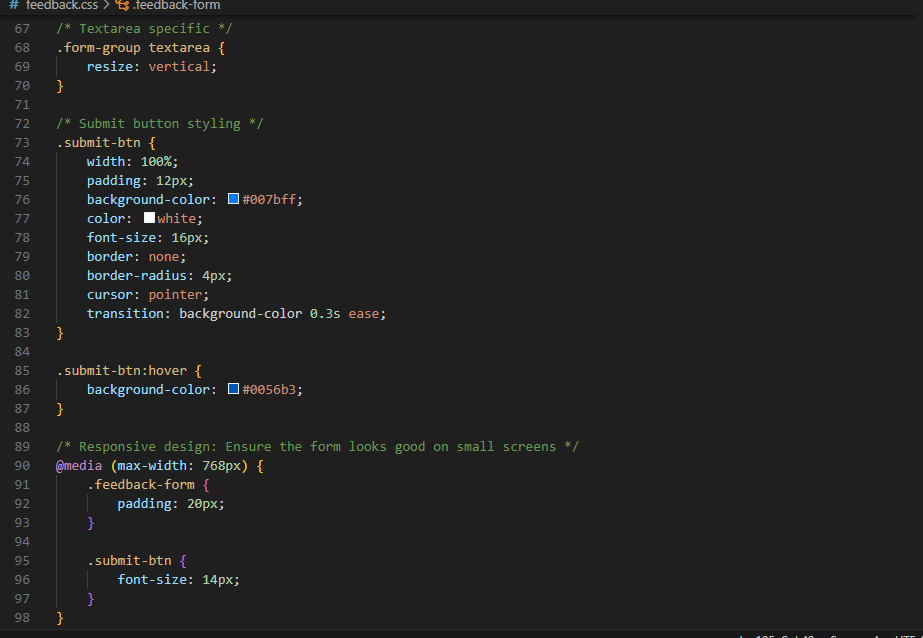 # feedback.css > .feedback-form
67 /* Textarea specific */
68 .form-group textarea {
69     resize: vertical;
70 }
71
72 /* Submit button styling */
73 .submit-btn {
74     width: 100%;
75     padding: 12px;
76     background-color: #007bff;
77     color: white;
78     font-size: 16px;
79     border: none;
80     border-radius: 4px;
81     cursor: pointer;
82     transition: background-color 0.3s ease;
83 }
84
85 .submit-btn:hover {
86     background-color: #0056b3;
87 }
88
89 /* Responsive design: Ensure the form looks good on small screens */
90 @media (max-width: 768px) {
91     .feedback-form {
92         padding: 20px;
93     }
94
95     .submit-btn {
96         font-size: 14px;
97     }
98 }